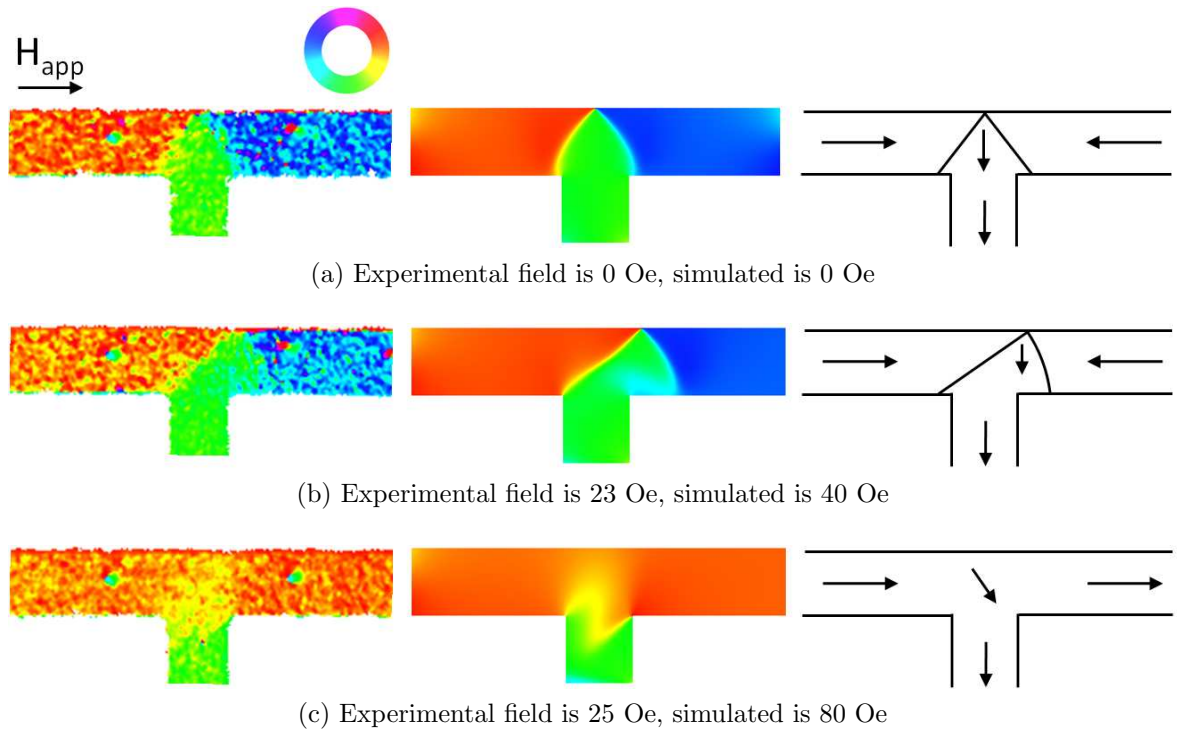 H_app
(a) Experimental field is 0 Oe, simulated is 0 Oe
(b) Experimental field is 23 Oe, simulated is 40 Oe
(c) Experimental field is 25 Oe, simulated is 80 Oe